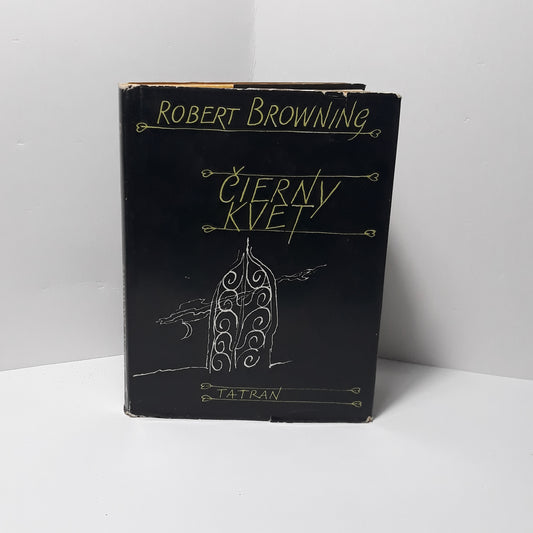 ROBERT BROWNING
ČIERNY
KVET
TATRAN